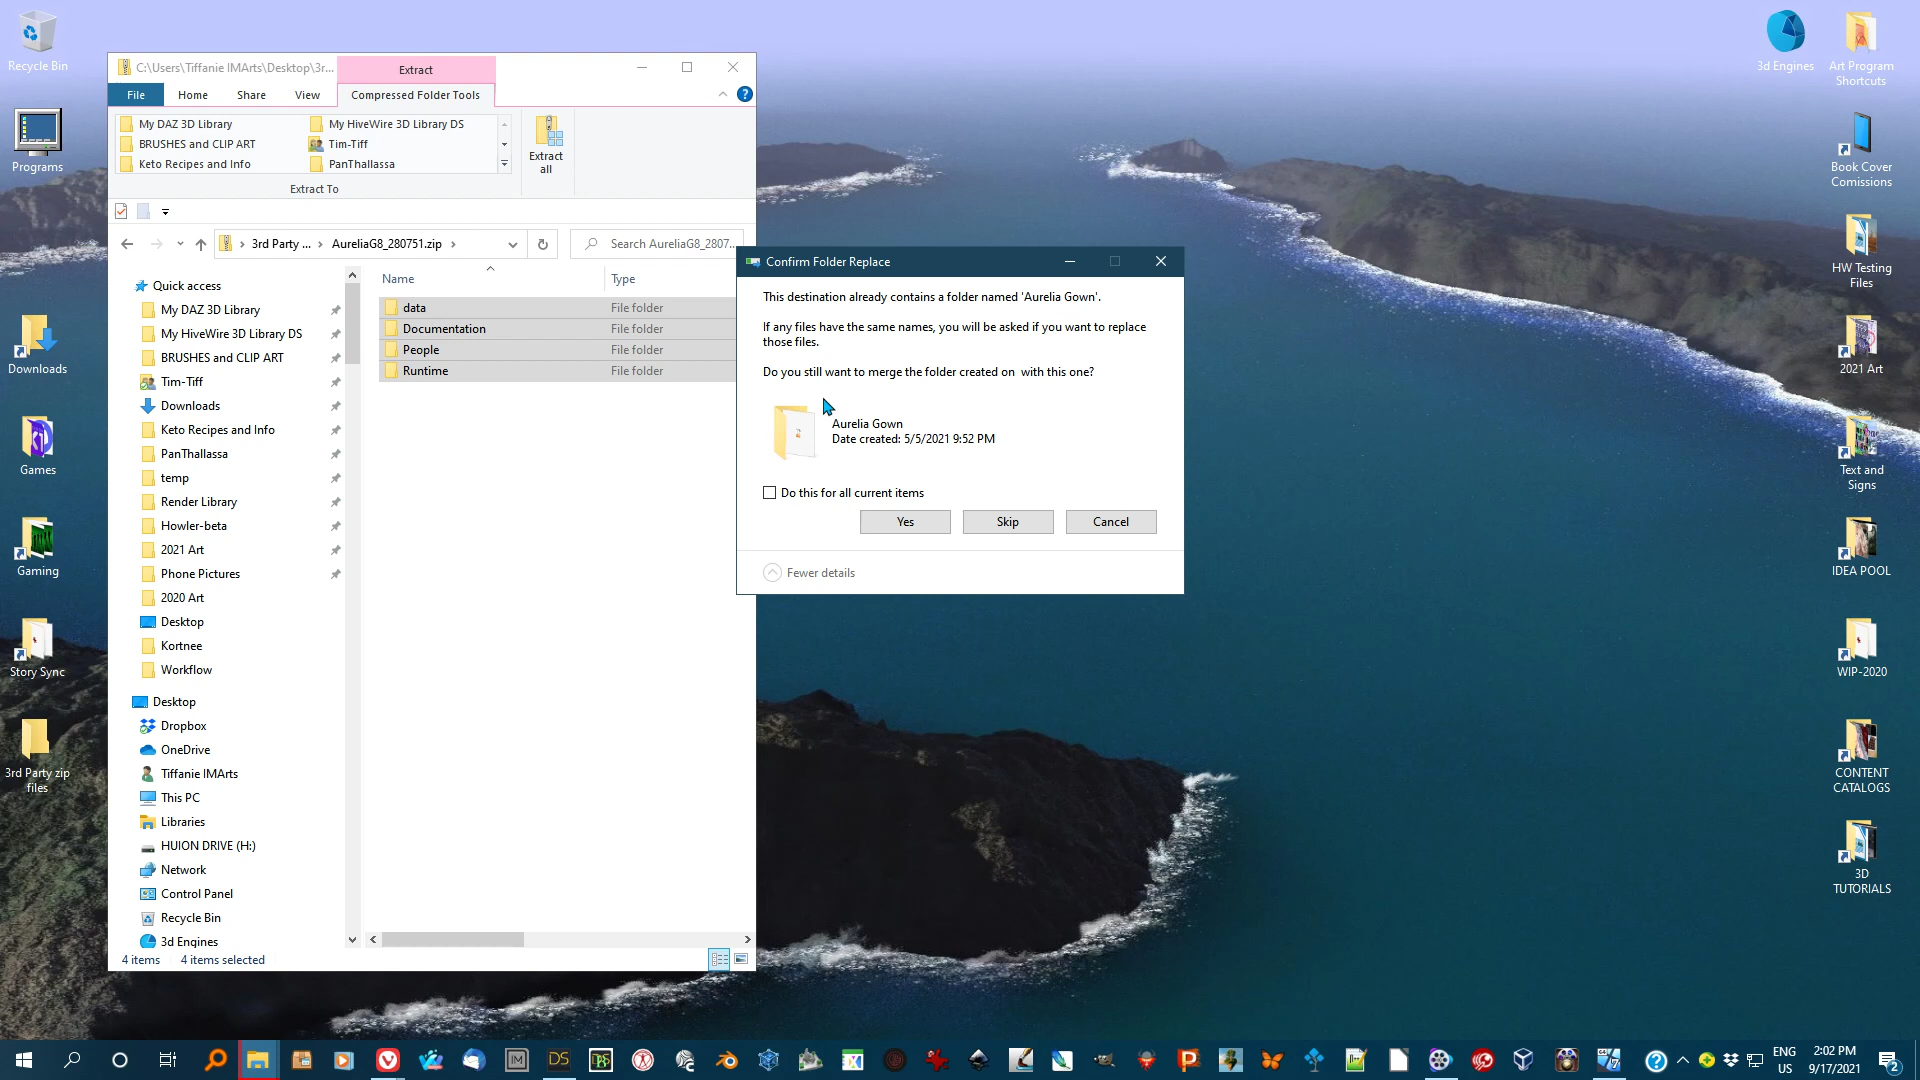 Recycle Bin
Programs
Downloads
Games
Gaming
Story Sync
3rd Party zip
files
C:\Users\Tiffanie IMArts\Desktop\3r...
Extract
File
Home
Share
View
Compressed Folder Tools
My DAZ 3D Library
My HiveWire 3D Library DS
BRUSHES and CLIP ART
Tim-Tiff
Keto Recipes and Info
PanThallassa
Extract To
Extract
all
3rd Party ...
AureliaG8_280751.zip
Search AureliaG8_2807...
Quick access
My DAZ 3D Library
My HiveWire 3D Library DS
BRUSHES and CLIP ART
Tim-Tiff
Downloads
Keto Recipes and Info
PanThallassa
temp
Render Library
Howler-beta
2021 Art
Phone Pictures
2020 Art
Desktop
Kortnee
Workflow
Desktop
Dropbox
OneDrive
Tiffanie IMArts
This PC
Libraries
HUION DRIVE (H:)
Network
Control Panel
Recycle Bin
3d Engines
Name
Type
data
File folder
Documentation
File folder
People
File folder
Runtime
File folder
4 items
4 items selected
Confirm Folder Replace
This destination already contains a folder named 'Aurelia Gown'.
If any files have the same names, you will be asked if you want to replace
those files.
Do you still want to merge the folder created on  with this one?
Aurelia Gown
Date created: 5/5/2021 9:52 PM
Do this for all current items
Yes
Skip
Cancel
Fewer details
3d Engines
Art Program
Shortcuts
Book Cover
Comissions
HW Testing
Files
2021 Art
Text and
Signs
IDEA POOL
WIP-2020
CONTENT
CATALOGS
3D
TUTORIALS
IM
DS
ENG
US
2:02 PM
9/17/2021
2